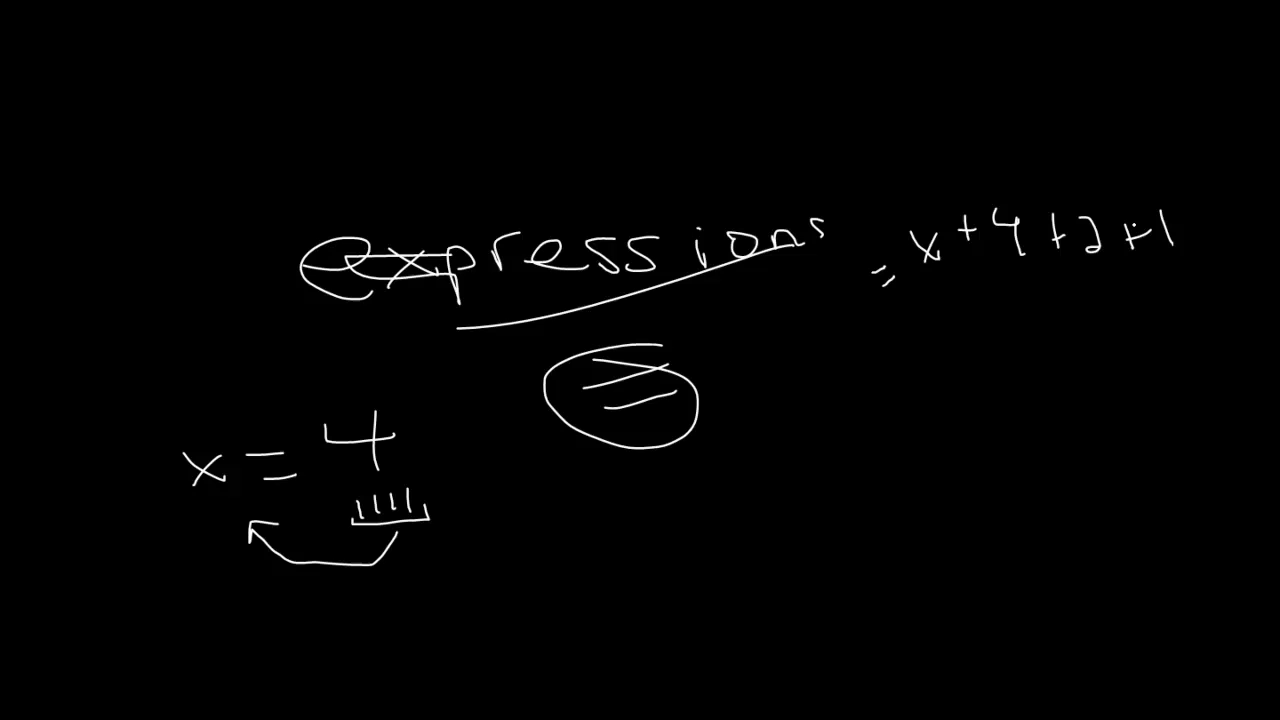 expressions
= x + 4 + 2 + 1
x = 4